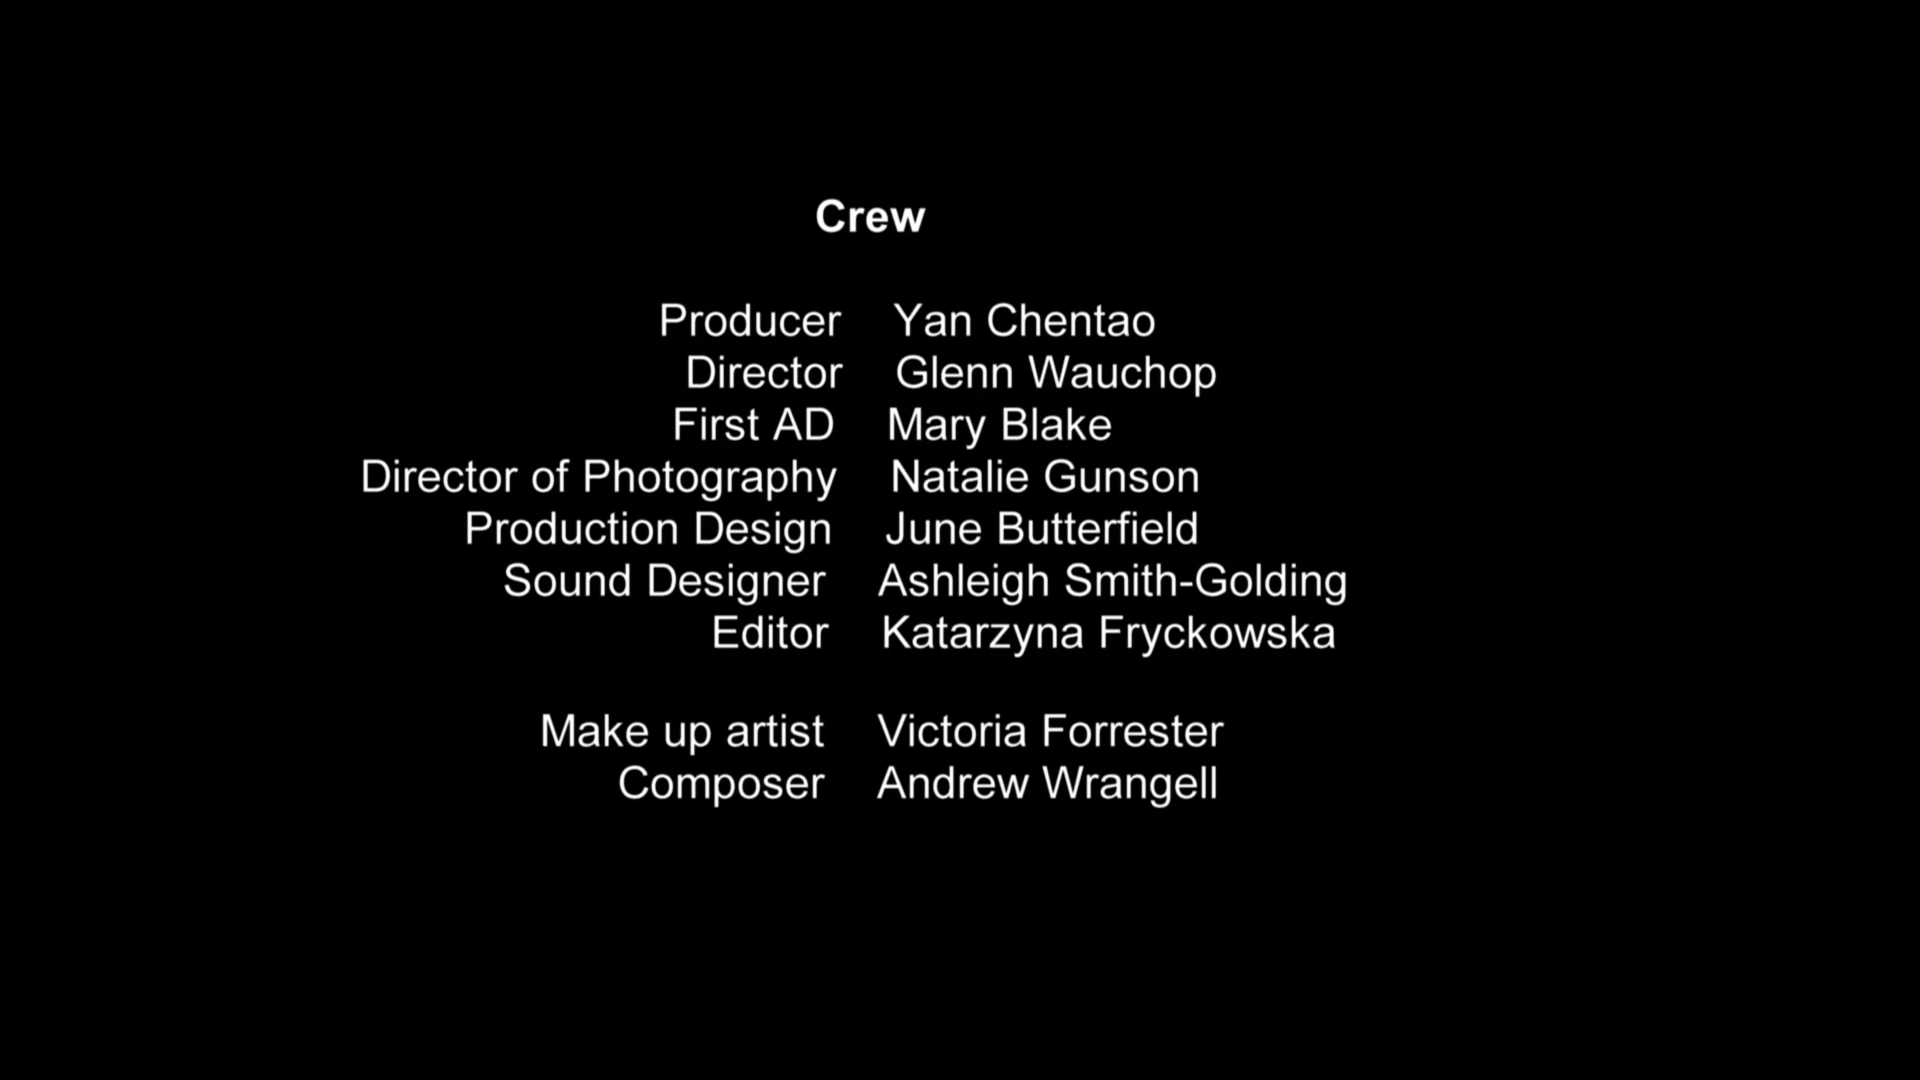 Crew
Producer Yan Chentao
Director Glenn Wauchop
First AD Mary Blake
Director of Photography Natalie Gunson
Production Design June Butterfield
Sound Designer Ashleigh Smith-Golding
Editor Katarzyna Fryckowska
Make up artist Victoria Forrester
Composer Andrew Wrangell